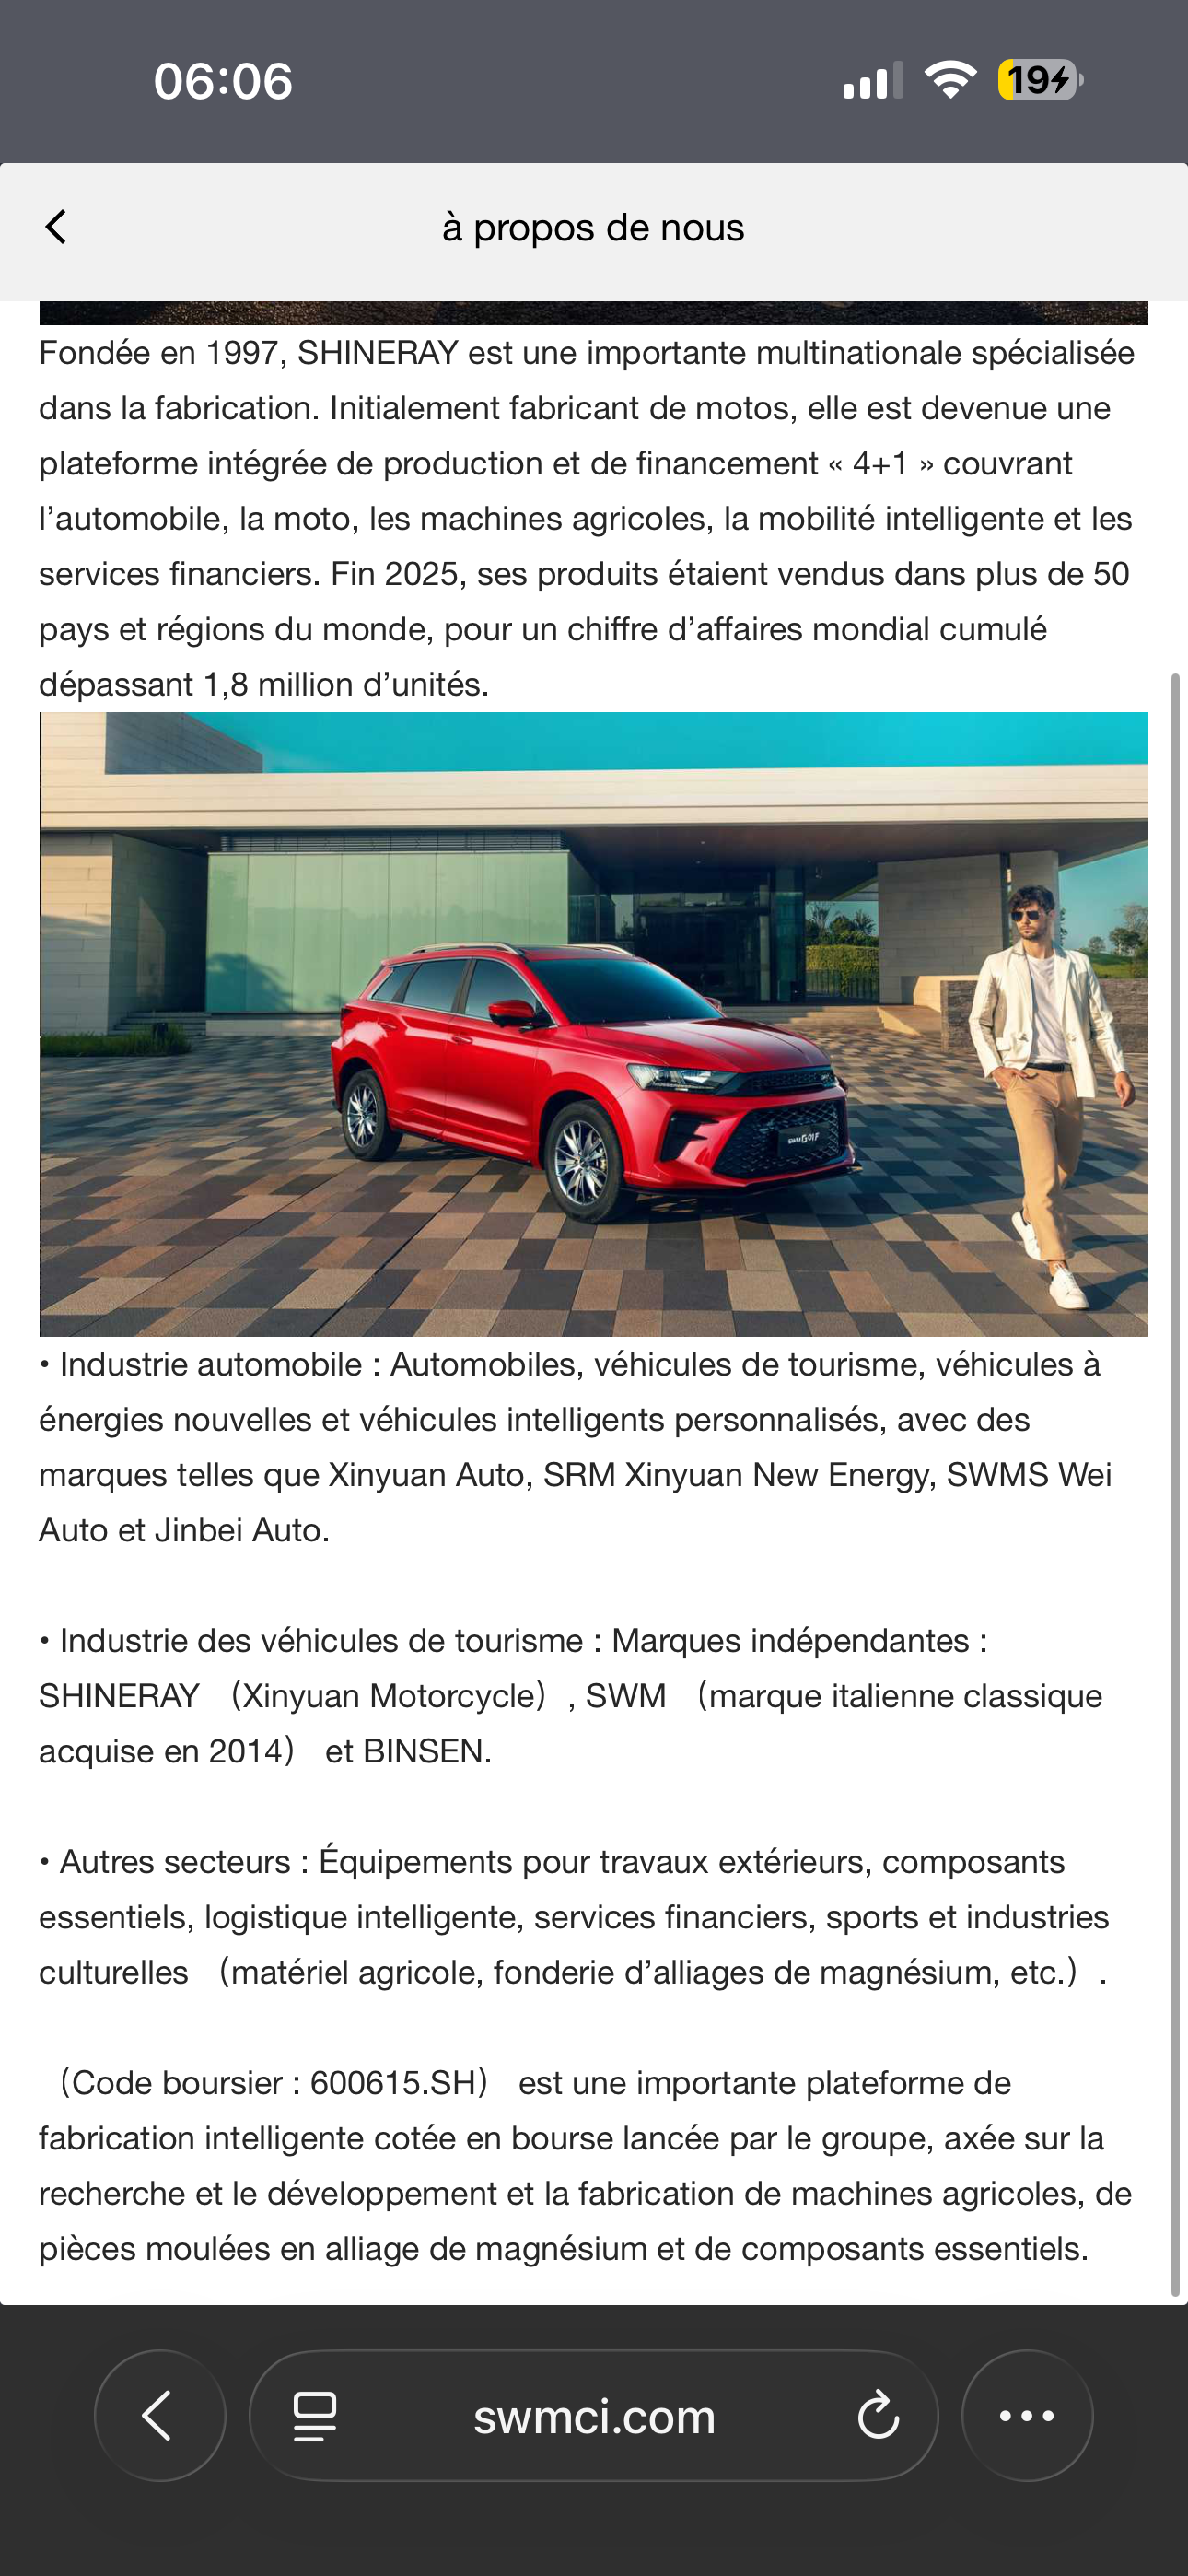 06:06
19
à propos de nous
Fondée en 1997, SHINERAY est une importante multinationale spécialisée
dans la fabrication. Initialement fabricant de motos, elle est devenue une
plateforme intégrée de production et de financement « 4+1 » couvrant
l’automobile, la moto, les machines agricoles, la mobilité intelligente et les
services financiers. Fin 2025, ses produits étaient vendus dans plus de 50
pays et régions du monde, pour un chiffre d’affaires mondial cumulé
dépassant 1,8 million d’unités.
G01F
• Industrie automobile : Automobiles, véhicules de tourisme, véhicules à
énergies nouvelles et véhicules intelligents personnalisés, avec des
marques telles que Xinyuan Auto, SRM Xinyuan New Energy, SWMS Wei
Auto et Jinbei Auto.
• Industrie des véhicules de tourisme : Marques indépendantes :
SHINERAY （Xinyuan Motorcycle）, SWM （marque italienne classique
acquise en 2014） et BINSEN.
• Autres secteurs : Équipements pour travaux extérieurs, composants
essentiels, logistique intelligente, services financiers, sports et industries
culturelles （matériel agricole, fonderie d’alliages de magnésium, etc.）.
（Code boursier : 600615.SH） est une importante plateforme de
fabrication intelligente cotée en bourse lancée par le groupe, axée sur la
recherche et le développement et la fabrication de machines agricoles, de
pièces moulées en alliage de magnésium et de composants essentiels.
swmci.com